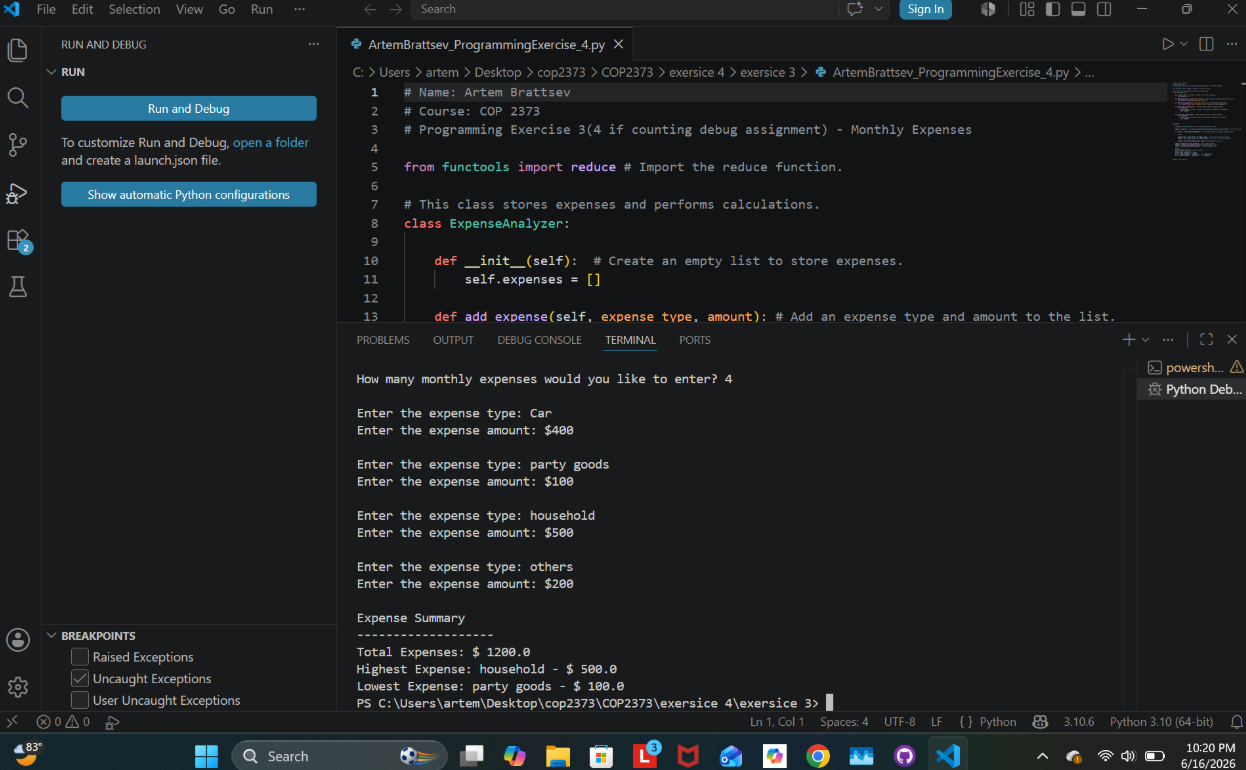 File Edit Selection View Go Run ··· Search Sign In
RUN AND DEBUG ···
RUN
Run and Debug
To customize Run and Debug, open a folder
and create a launch.json file.
Show automatic Python configurations
2
BREAKPOINTS
Raised Exceptions
Uncaught Exceptions
User Uncaught Exceptions
ArtemBrattsev_ProgrammingExercise_4.py
C: > Users > artem > Desktop > cop2373 > COP2373 > exersice 4 > exersice 3 > ArtemBrattsev_ProgrammingExercise_4.py > ...
1 # Name: Artem Brattsev
2 # Course: COP 2373
3 # Programming Exercise 3(4 if counting debug assignment) - Monthly Expenses
4
5 from functools import reduce # Import the reduce function.
6
7 # This class stores expenses and performs calculations.
8 class ExpenseAnalyzer:
9
10 def __init__(self): # Create an empty list to store expenses.
11 self.expenses = []
12
13 def add_expense(self, expense_type, amount): # Add an expense type and amount to the list.
PROBLEMS OUTPUT DEBUG CONSOLE TERMINAL PORTS
powersh...
Python Deb...
How many monthly expenses would you like to enter? 4
Enter the expense type: Car
Enter the expense amount: $400
Enter the expense type: party goods
Enter the expense amount: $100
Enter the expense type: household
Enter the expense amount: $500
Enter the expense type: others
Enter the expense amount: $200
Expense Summary
-------------------
Total Expenses: $ 1200.0
Highest Expense: household - $ 500.0
Lowest Expense: party goods - $ 100.0
PS C:\Users\artem\Desktop\cop2373\COP2373\exersice 4\exersice 3>
0 0 Ln 1, Col 1 Spaces: 4 UTF-8 LF { } Python 3.10.6 Python 3.10 (64-bit)
83° Search 3 10:20 PM
6/16/2026